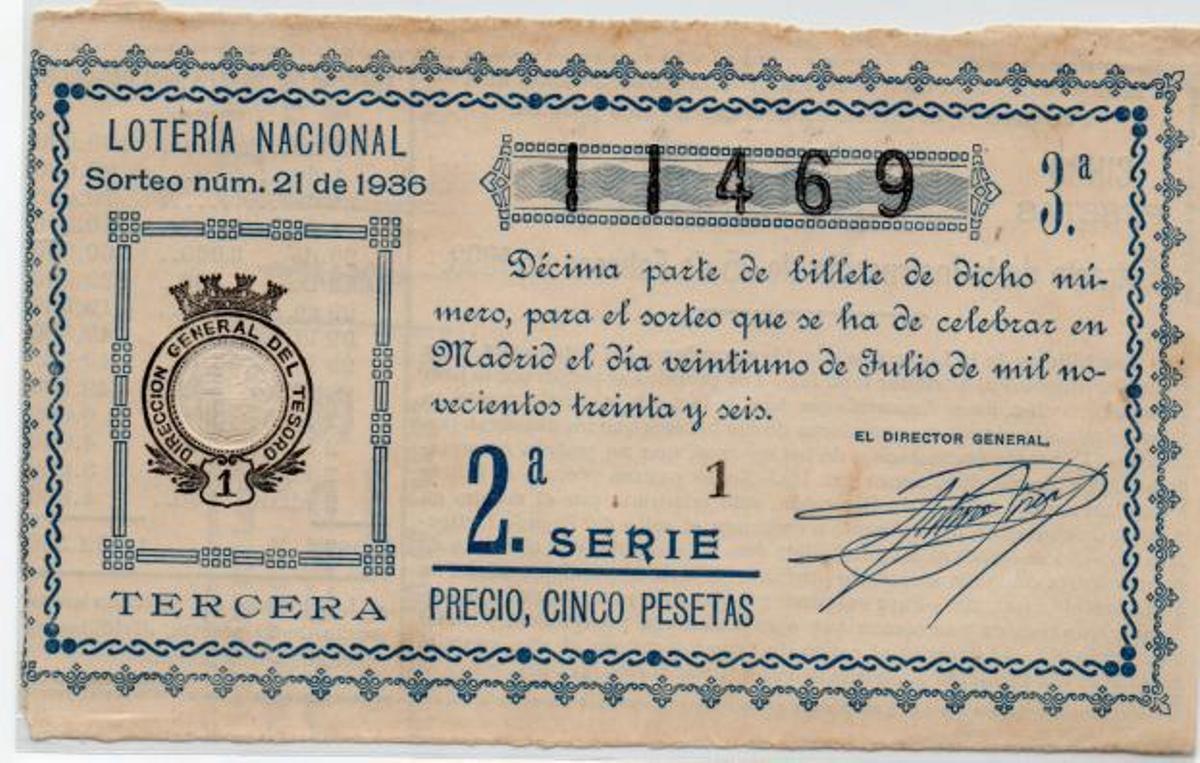 LOTERÍA NACIONAL
Sorteo núm. 21 de 1936
DIRECCION GENERAL DEL TESORO
1
TERCERA
11469
3.ª
Décima parte de billete de dicho nú-
mero, para el sorteo que se ha de celebrar en
Madrid el día veintiuno de Julio de mil no-
vecientos treinta y seis.
EL DIRECTOR GENERAL,
2.ª SERIE
1
PRECIO, CINCO PESETAS